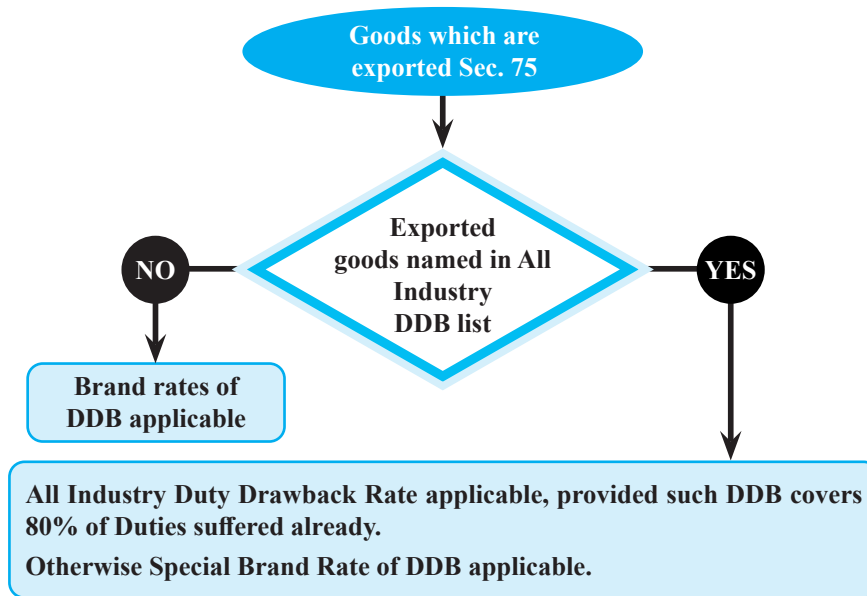 Goods which are
exported Sec. 75
Exported
goods named in All
Industry
DDB list
NO
YES
Brand rates of
DDB applicable
All Industry Duty Drawback Rate applicable, provided such DDB covers
80% of Duties suffered already.
Otherwise Special Brand Rate of DDB applicable.